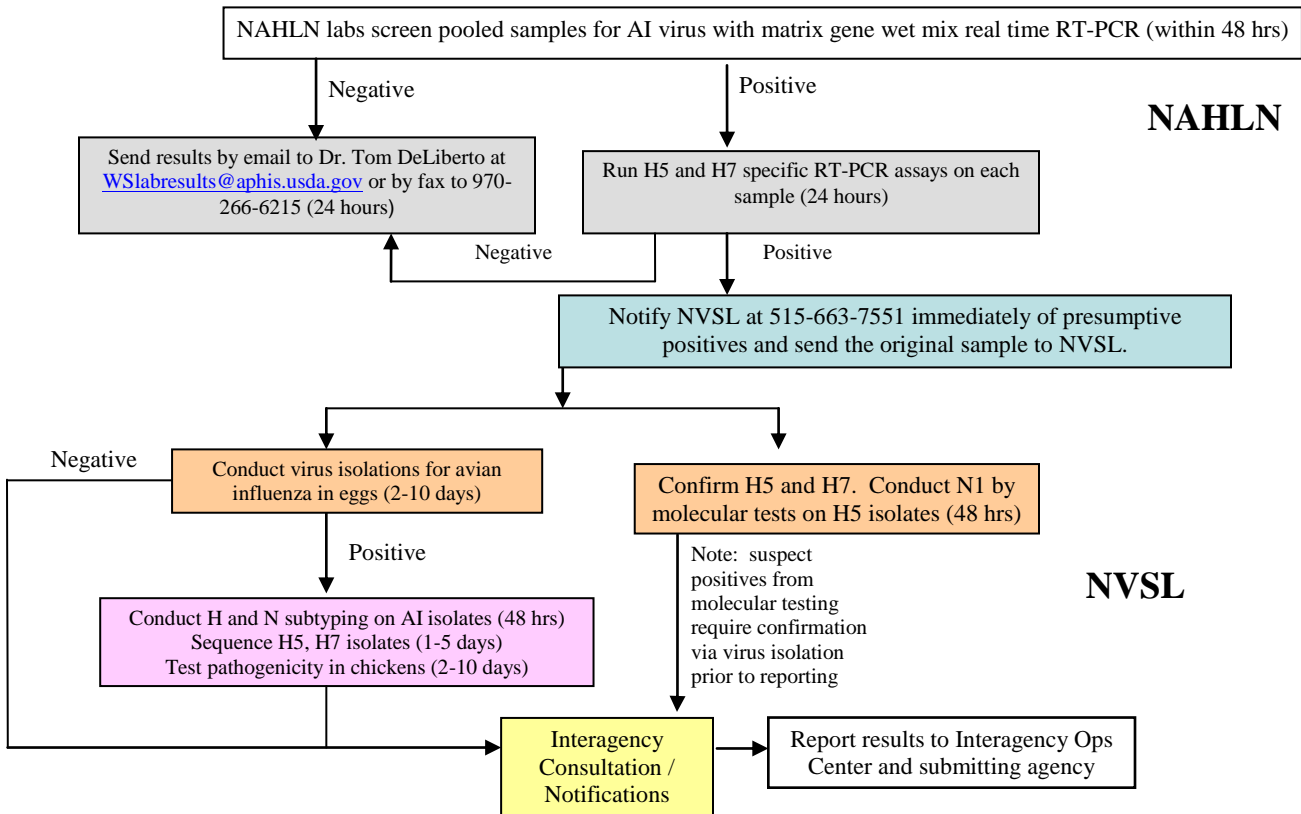 NAHLN labs screen pooled samples for AI virus with matrix gene wet mix real time RT-PCR (within 48 hrs)
Negative
Positive
NAHLN
Send results by email to Dr. Tom DeLiberto at
WSlabresults@aphis.usda.gov or by fax to 970-
266-6215 (24 hours)
Run H5 and H7 specific RT-PCR assays on each
sample (24 hours)
Negative
Positive
Notify NVSL at 515-663-7551 immediately of presumptive
positives and send the original sample to NVSL.
Negative
Conduct virus isolations for avian
influenza in eggs (2-10 days)
Confirm H5 and H7.  Conduct N1 by
molecular tests on H5 isolates (48 hrs)
Positive
Note:  suspect
positives from
molecular testing
require confirmation
via virus isolation
prior to reporting
NVSL
Conduct H and N subtyping on AI isolates (48 hrs)
Sequence H5, H7 isolates (1-5 days)
Test pathogenicity in chickens (2-10 days)
Interagency
Consultation /
Notifications
Report results to Interagency Ops
Center and submitting agency